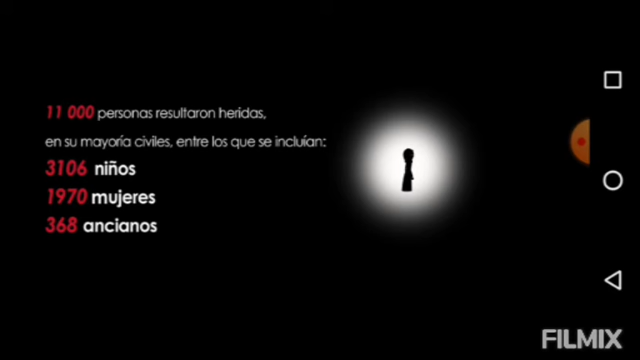 11 000 personas resultaron heridas,
en su mayoría civiles, entre los que se incluían:
3106 niños
1970 mujeres
368 ancianos
FILMIX